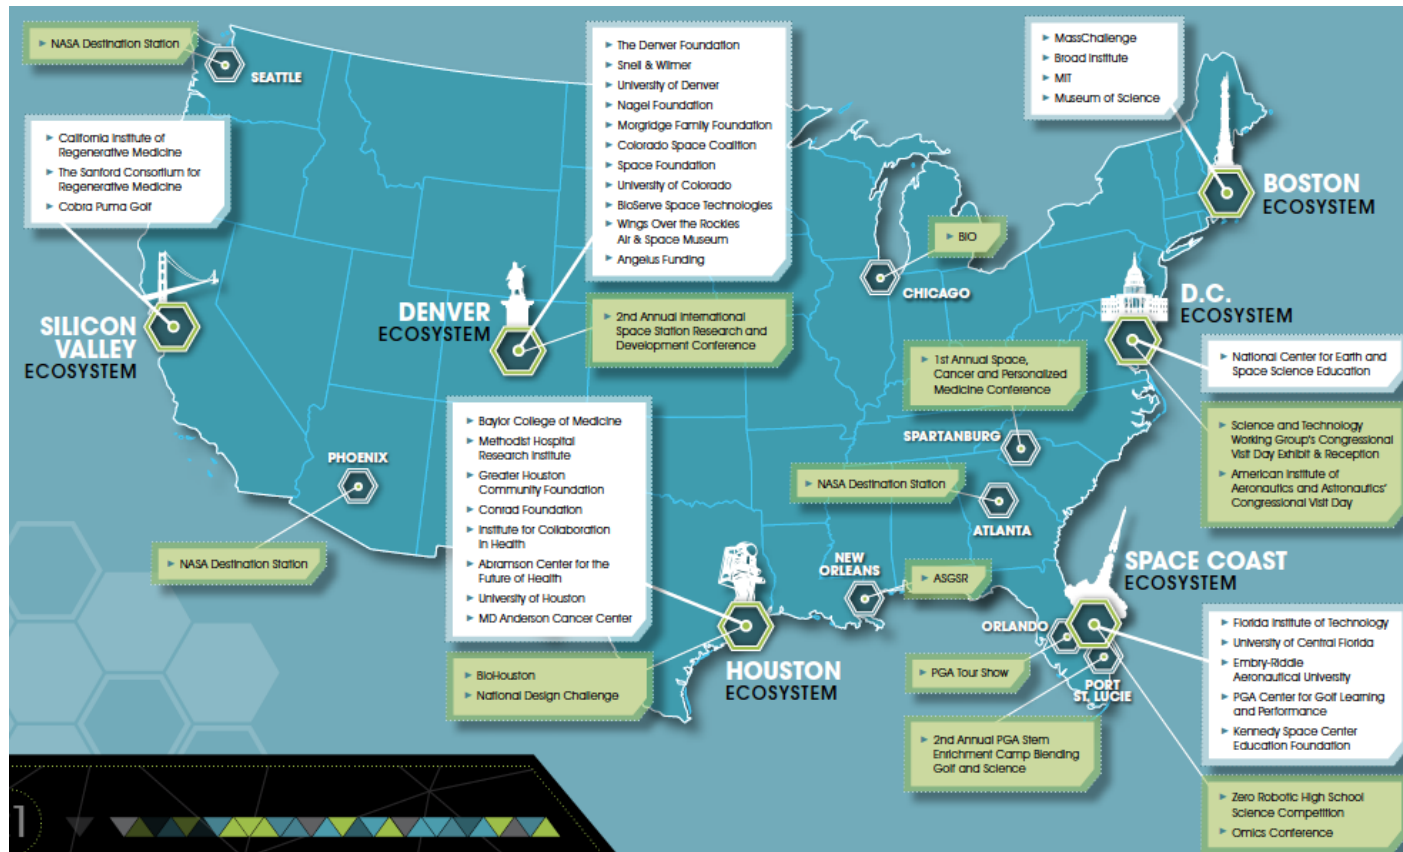 NASA Destination Station
SEATTLE
California Institute of
Regenerative Medicine
The Sanford Consortium for
Regenerative Medicine
Cobra Puma Golf
SILICON
VALLEY
ECOSYSTEM
The Denver Foundation
Snell & Wilmer
University of Denver
Nagel Foundation
Morgridge Family Foundation
Colorado Space Coalition
Space Foundation
University of Colorado
BioServe Space Technologies
Wings Over the Rockies
Air & Space Museum
Angelus Funding
DENVER
ECOSYSTEM
2nd Annual International
Space Station Research and
Development Conference
MassChallenge
Broad Institute
MIT
Museum of Science
BOSTON
ECOSYSTEM
BIO
CHICAGO
D.C.
ECOSYSTEM
National Center for Earth and
Space Science Education
Science and Technology
Working Group's Congressional
Visit Day Exhibit & Reception
American Institute of
Aeronautics and Astronautics'
Congressional Visit Day
1st Annual Space,
Cancer and Personalized
Medicine Conference
SPARTANBURG
NASA Destination Station
ATLANTA
PHOENIX
NASA Destination Station
Baylor College of Medicine
Methodist Hospital
Research Institute
Greater Houston
Community Foundation
Conrad Foundation
Institute for Collaboration
in Health
Abramson Center for the
Future of Health
University of Houston
MD Anderson Cancer Center
BioHouston
National Design Challenge
HOUSTON
ECOSYSTEM
NEW
ORLEANS
ASGSR
SPACE COAST
ECOSYSTEM
ORLANDO
PGA Tour Show
PORT
ST. LUCIE
2nd Annual PGA Stem
Enrichment Camp Blending
Golf and Science
Florida Institute of Technology
University of Central Florida
Embry-Riddle
Aeronautical University
PGA Center for Golf Learning
and Performance
Kennedy Space Center
Education Foundation
Zero Robotic High School
Science Competition
Omics Conference
1